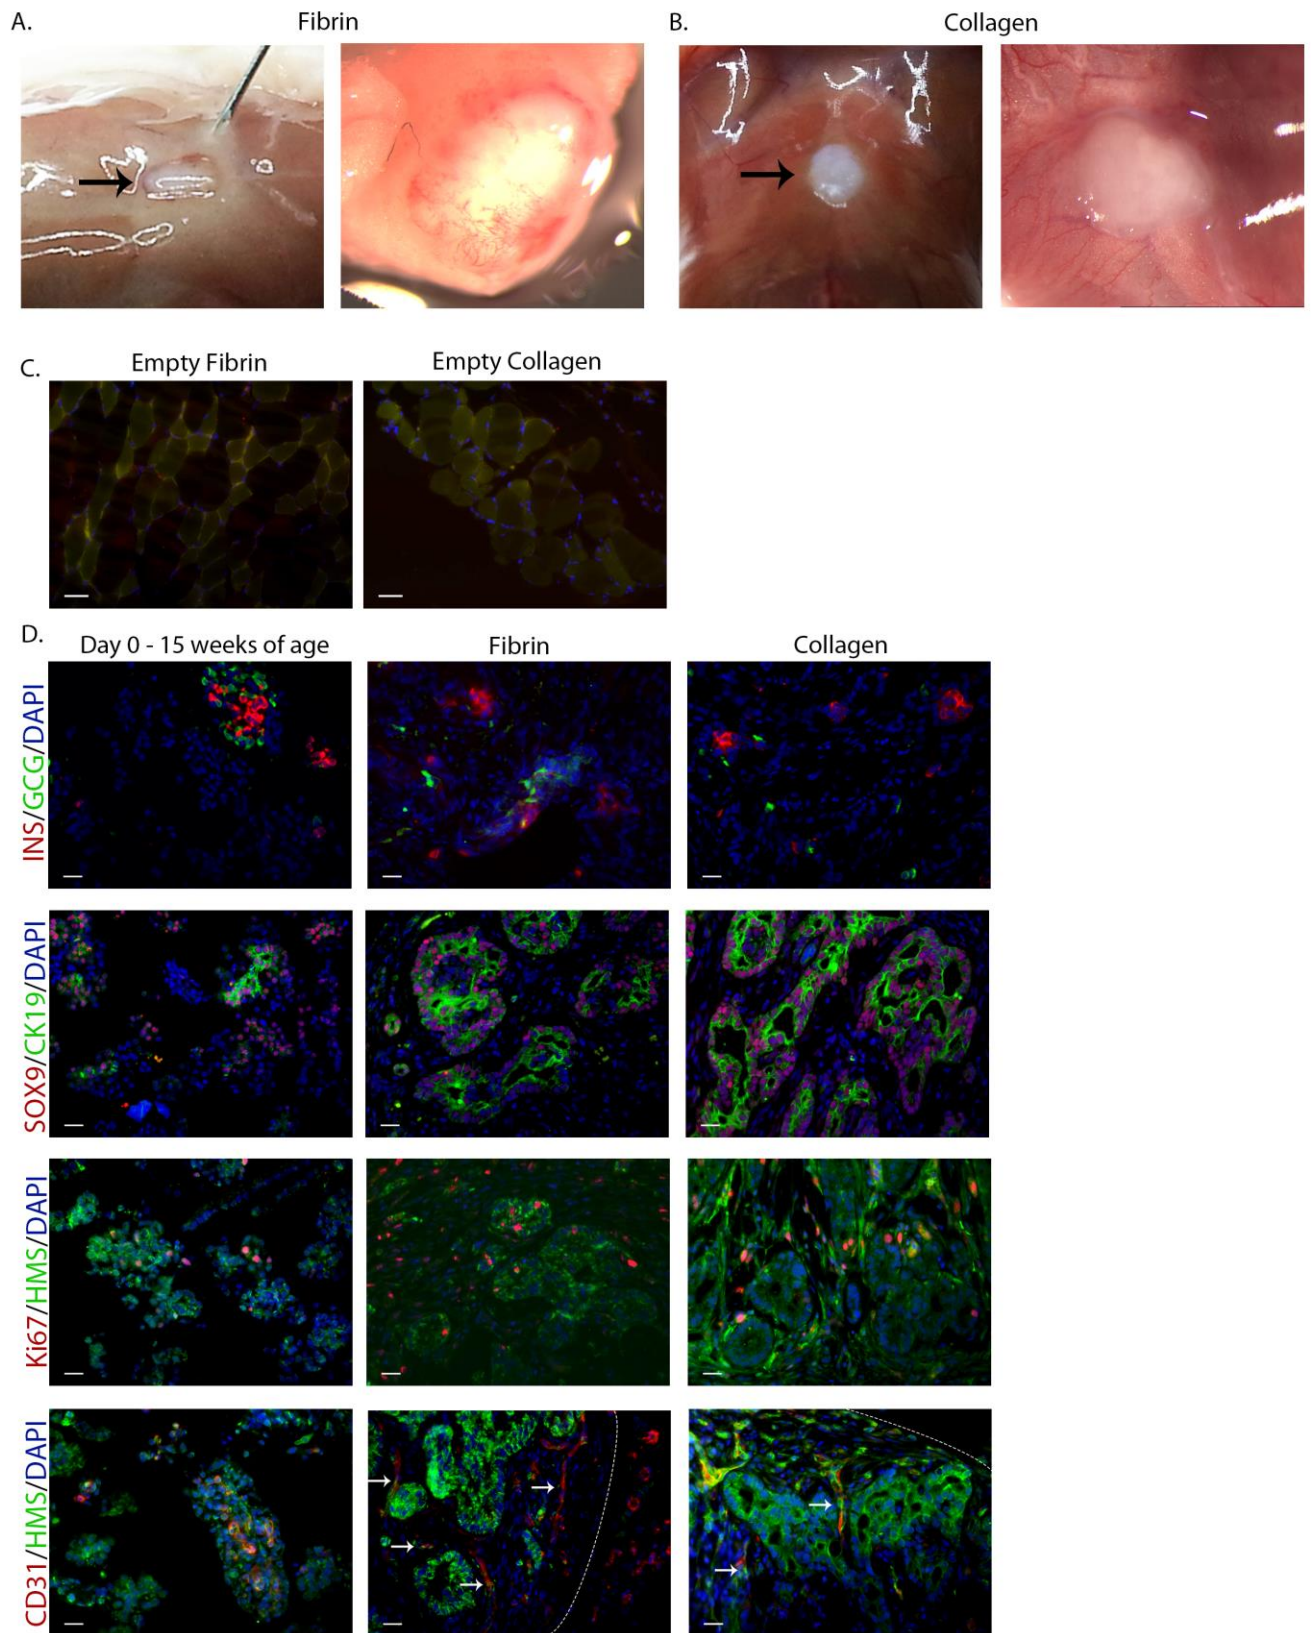 A.
Fibrin
B.
Collagen
C.
Empty Fibrin
Empty Collagen
D.
Day 0 - 15 weeks of age
Fibrin
Collagen
INS/GCG/DAPI
SOX9/CK19/DAPI
Ki67/HMS/DAPI
CD31/HMS/DAPI